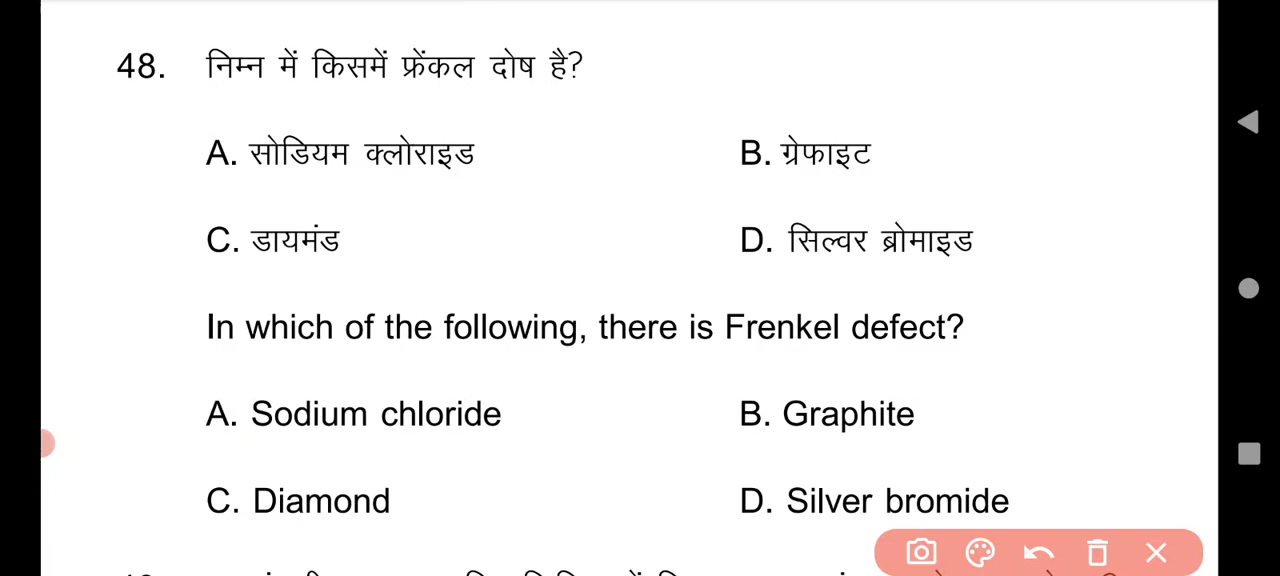 48. निम्न में किसमें फ्रेंकल दोष है?
A. सोडियम क्लोराइड B. ग्रेफाइट
C. डायमंड D. सिल्वर ब्रोमाइड
In which of the following, there is Frenkel defect?
A. Sodium chloride B. Graphite
C. Diamond D. Silver bromide